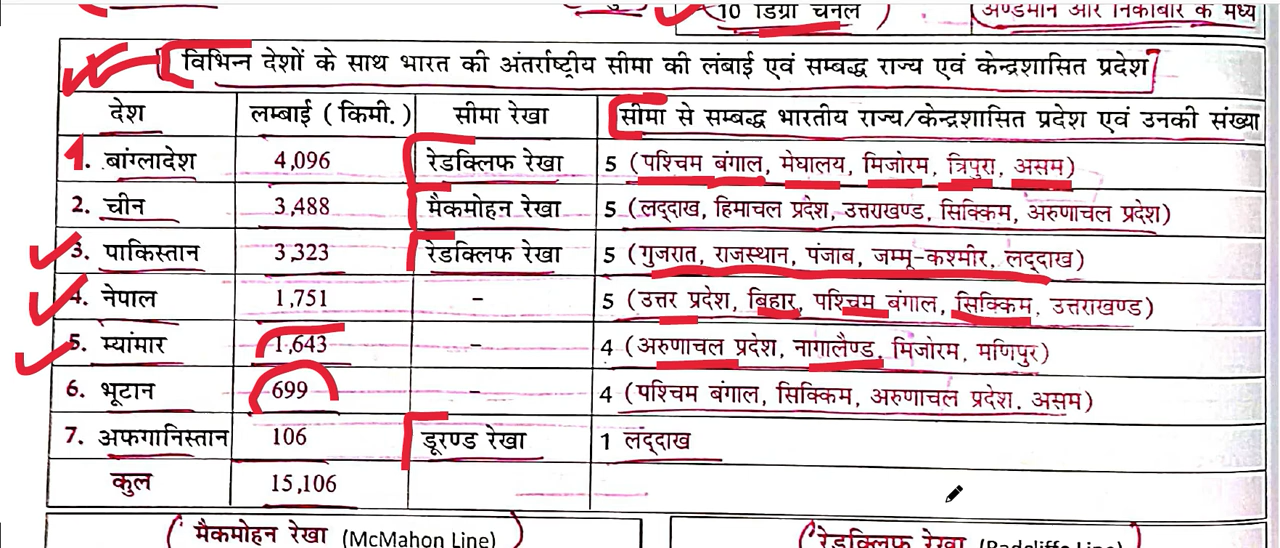 10 डिग्री चैनल
अण्डमान और निकोबार के मध्य
विभिन्न देशों के साथ भारत की अंतर्राष्ट्रीय सीमा की लंबाई एवं सम्बद्ध राज्य एवं केन्द्रशासित प्रदेश
देश लम्बाई (किमी.) सीमा रेखा सीमा से सम्बद्ध भारतीय राज्य/केन्द्रशासित प्रदेश एवं उनकी संख्या
1. बांग्लादेश 4,096 रेडक्लिफ रेखा 5 (पश्चिम बंगाल, मेघालय, मिजोरम, त्रिपुरा, असम)
2. चीन 3,488 मैकमोहन रेखा 5 (लद्दाख, हिमाचल प्रदेश, उत्तराखण्ड, सिक्किम, अरुणाचल प्रदेश)
3. पाकिस्तान 3,323 रेडक्लिफ रेखा 5 (गुजरात, राजस्थान, पंजाब, जम्मू-कश्मीर, लद्दाख)
4. नेपाल 1,751 - 5 (उत्तर प्रदेश, बिहार, पश्चिम बंगाल, सिक्किम, उत्तराखण्ड)
5. म्यांमार 1,643 - 4 (अरुणाचल प्रदेश, नागालैण्ड, मिजोरम, मणिपुर)
6. भूटान 699 - 4 (पश्चिम बंगाल, सिक्किम, अरुणाचल प्रदेश, असम)
7. अफगानिस्तान 106 डूरण्ड रेखा 1 लद्दाख
कुल 15,106
मैकमोहन रेखा (McMahon Line)
रेडक्लिफ रेखा (Radcliffe Line)